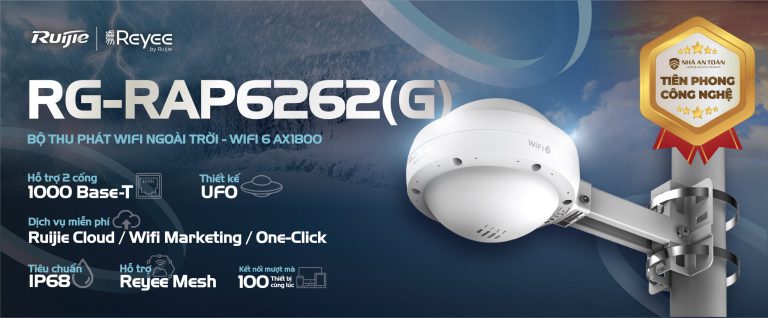 Ruijie | Reyee
by Ruijie
NHÀ AN TOÀN
TIÊN PHONG
CÔNG NGHỆ
RG-RAP6262(G)
BỘ THU PHÁT WIFI NGOÀI TRỜI - WIFI 6 AX1800
WiFi 6
Hỗ trợ 2 cổng
1000 Base-T
Thiết kế
UFO
Dịch vụ miễn phí
Ruijie Cloud / Wifi Marketing / One-Click
Tiêu chuẩn
IP68
Hỗ trợ
Reyee Mesh
Kết nối mượt mà
100 Thiết bị
cùng lúc